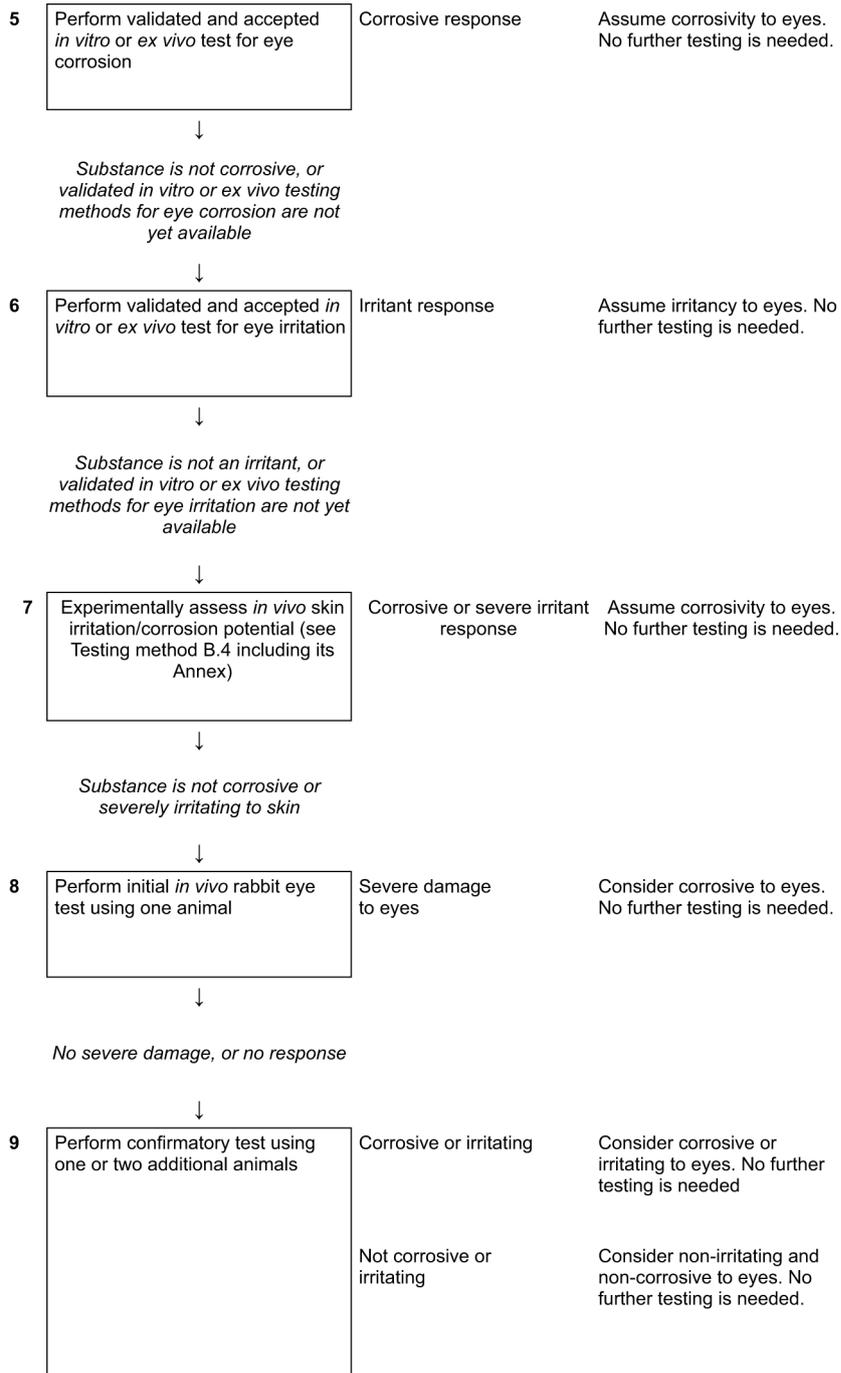 5 Perform validated and accepted Corrosive response Assume corrosivity to eyes.
in vitro or ex vivo test for eye No further testing is needed.
corrosion
↓
Substance is not corrosive, or
validated in vitro or ex vivo testing
methods for eye corrosion are not
yet available
↓
6 Perform validated and accepted in Irritant response Assume irritancy to eyes. No
vitro or ex vivo test for eye irritation further testing is needed.
↓
Substance is not an irritant, or
validated in vitro or ex vivo testing
methods for eye irritation are not yet
available
↓
7 Experimentally assess in vivo skin Corrosive or severe irritant Assume corrosivity to eyes.
irritation/corrosion potential (see response No further testing is needed.
Testing method B.4 including its
Annex)
↓
Substance is not corrosive or
severely irritating to skin
↓
8 Perform initial in vivo rabbit eye Severe damage Consider corrosive to eyes.
test using one animal to eyes No further testing is needed.
↓
No severe damage, or no response
↓
9 Perform confirmatory test using Corrosive or irritating Consider corrosive or
one or two additional animals irritating to eyes. No further
testing is needed
Not corrosive or Consider non-irritating and
irritating non-corrosive to eyes. No
further testing is needed.